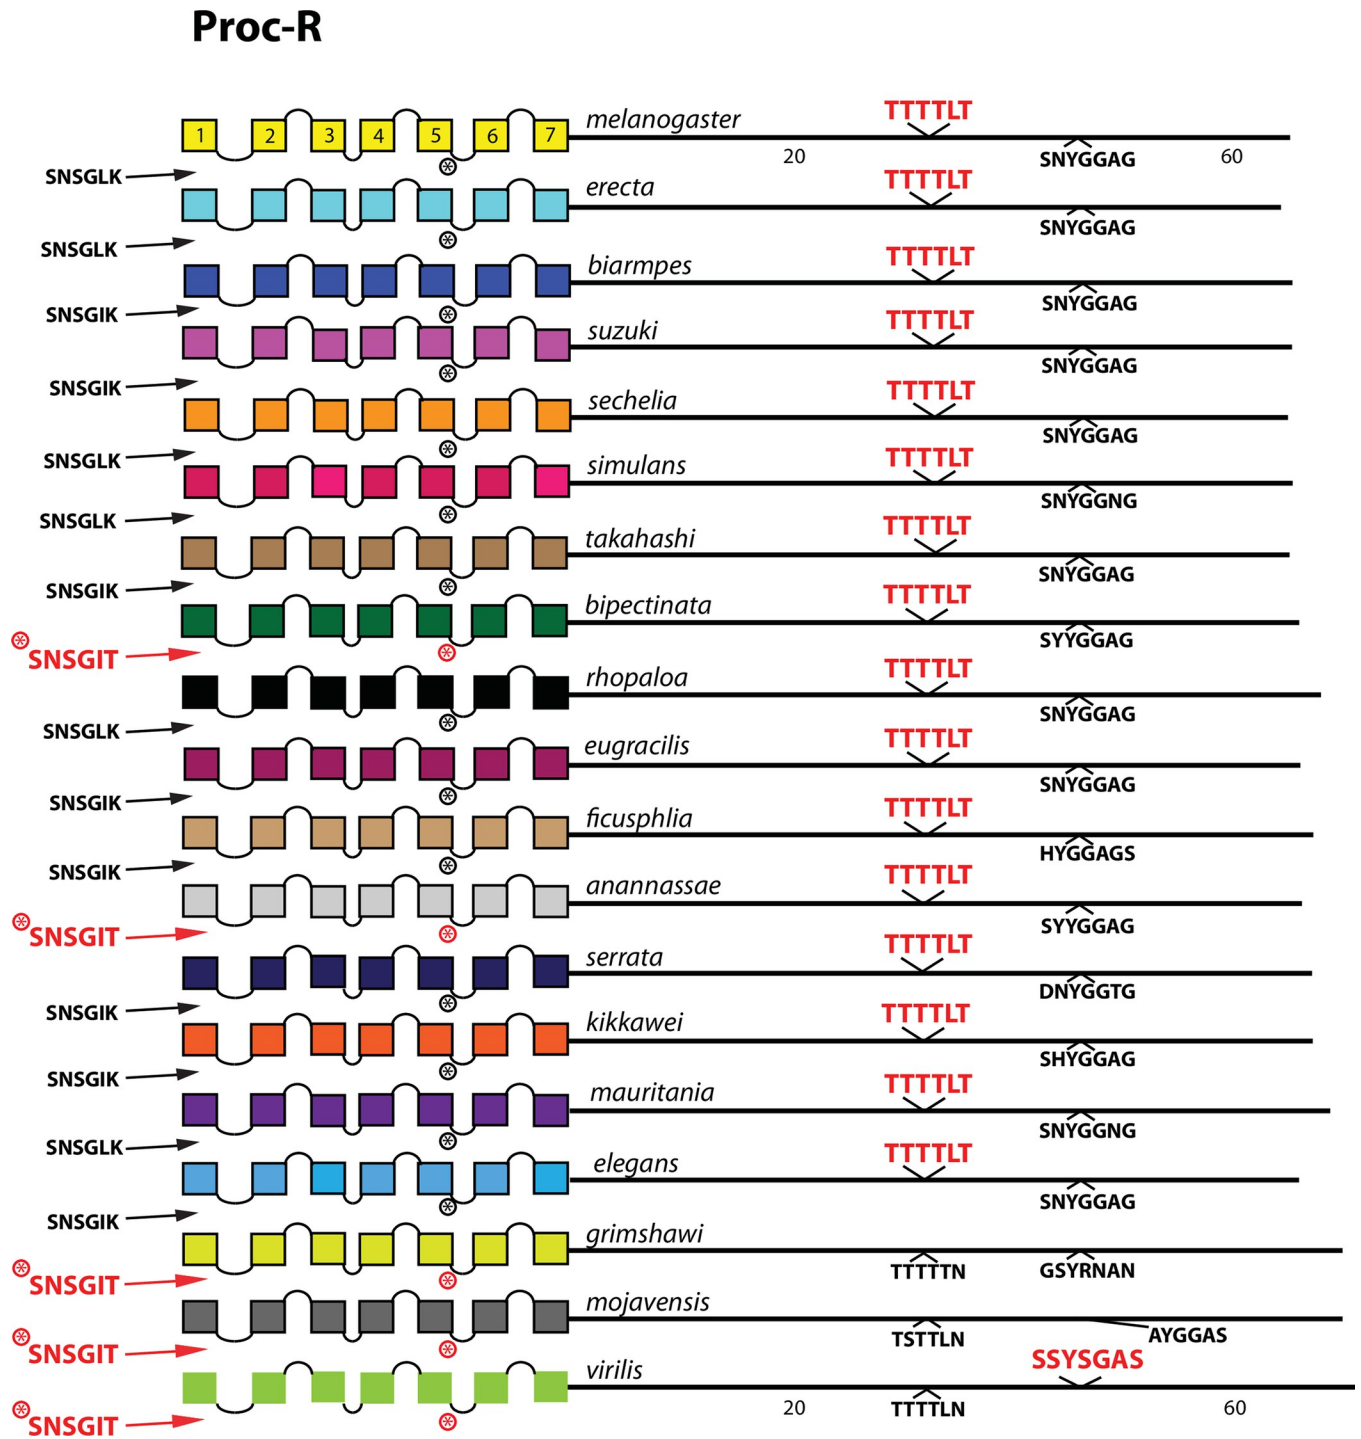 Proc-R
1 2 3 4 5 6 7
melanogaster
TTTTLT
20
SNYGGAG
60
SNSGLK
erecta
TTTTLT
SNYGGAG
SNSGLK
biarmpes
TTTTLT
SNYGGAG
SNSGIK
suzuki
TTTTLT
SNYGGAG
SNSGIK
sechelia
TTTTLT
SNYGGAG
SNSGLK
simulans
TTTTLT
SNYGGNG
SNSGLK
takahashi
TTTTLT
SNYGGAG
SNSGIK
bipectinata
TTTTLT
SYYGGAG
SNSGIT
rhopaloa
TTTTLT
SNYGGAG
SNSGLK
eugracilis
TTTTLT
SNYGGAG
SNSGIK
ficusphlia
TTTTLT
HYGGAGS
SNSGIK
anannassae
TTTTLT
SYYGGAG
SNSGIT
serrata
TTTTLT
DNYGGTG
SNSGIK
kikkawei
TTTTLT
SHYGGAG
SNSGIK
mauritania
TTTTLT
SNYGGNG
SNSGLK
elegans
TTTTLT
SNYGGAG
SNSGIK
grimshawi
TTTTTN
GSYRNAN
SNSGIT
mojavensis
TSTTLN
AYGGAS
SNSGIT
virilis
SSYSGAS
20
TTTTLN
60
SNSGIT